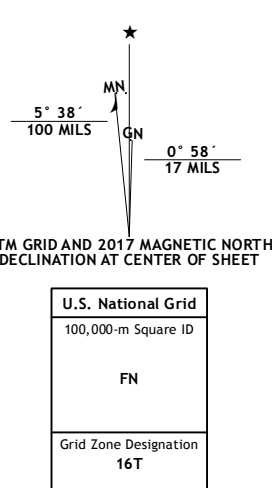 ★
MN.
5° 38´
100 MILS
GN
0° 58´
17 MILS
TM GRID AND 2017 MAGNETIC NORTH
DECLINATION AT CENTER OF SHEET
U.S. National Grid
100,000-m Square ID
FN
Grid Zone Designation
16T